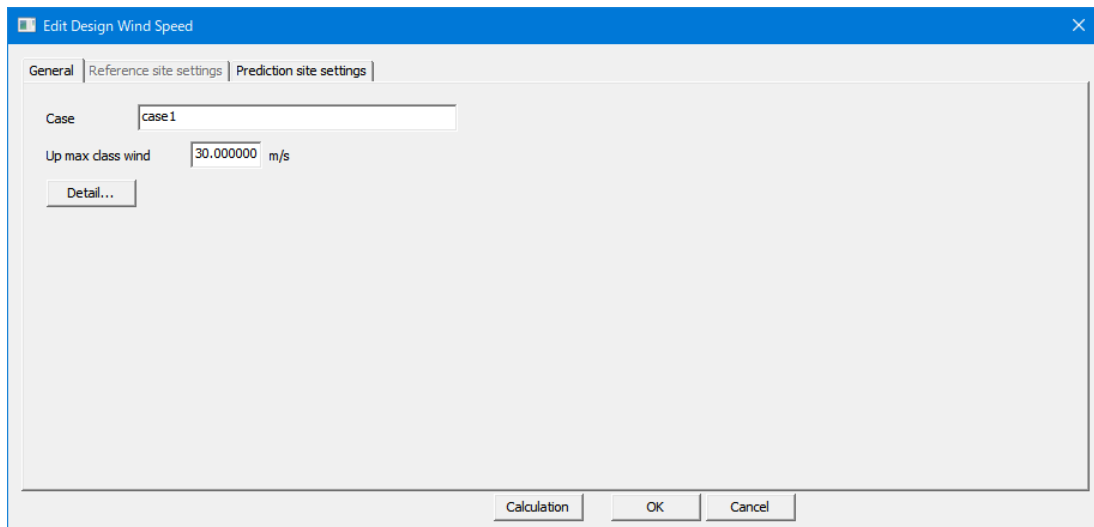 Edit Design Wind Speed
General Reference site settings Prediction site settings
Case case1
Up max class wind 30.000000 m/s
Detail...
Calculation OK Cancel